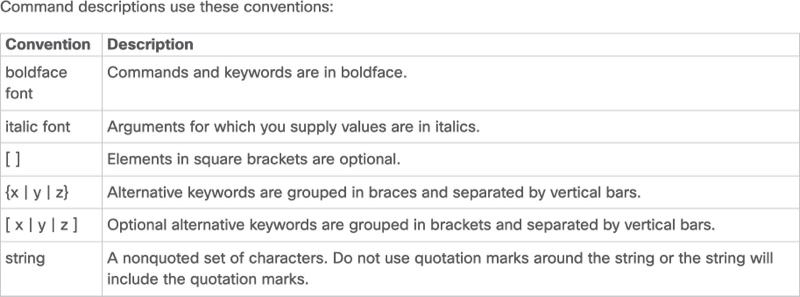 Command descriptions use these conventions:
Convention Description
boldface Commands and keywords are in boldface.
font
italic font Arguments for which you supply values are in italics.
[ ] Elements in square brackets are optional.
{x | y | z} Alternative keywords are grouped in braces and separated by vertical bars.
[ x | y | z ] Optional alternative keywords are grouped in brackets and separated by vertical bars.
string A nonquoted set of characters. Do not use quotation marks around the string or the string will
include the quotation marks.